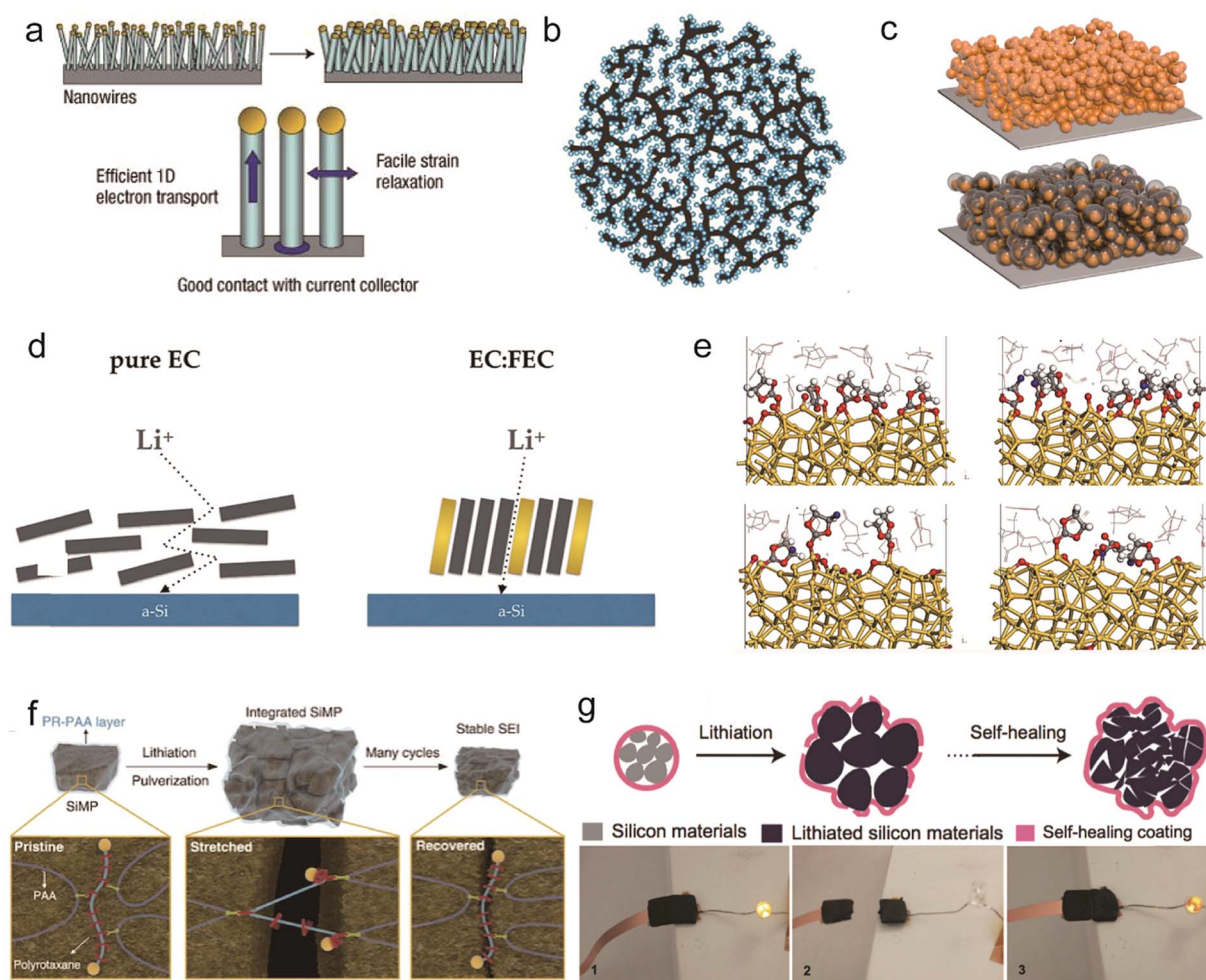 a
Nanowires
Efficient 1D
electron transport
Facile strain
relaxation
Good contact with current collector
b
c
d
pure EC
EC:FEC
Li⁺
Li⁺
a-Si
a-Si
e
f
PR-PAA layer
SiMP
Lithiation
Pulverization
Integrated SiMP
Many cycles
Stable SEI
Pristine
PAA
Polyrotaxane
Stretched
Recovered
g
Lithiation
Self-healing
Silicon materials
Lithiated silicon materials
Self-healing coating
1
2
3